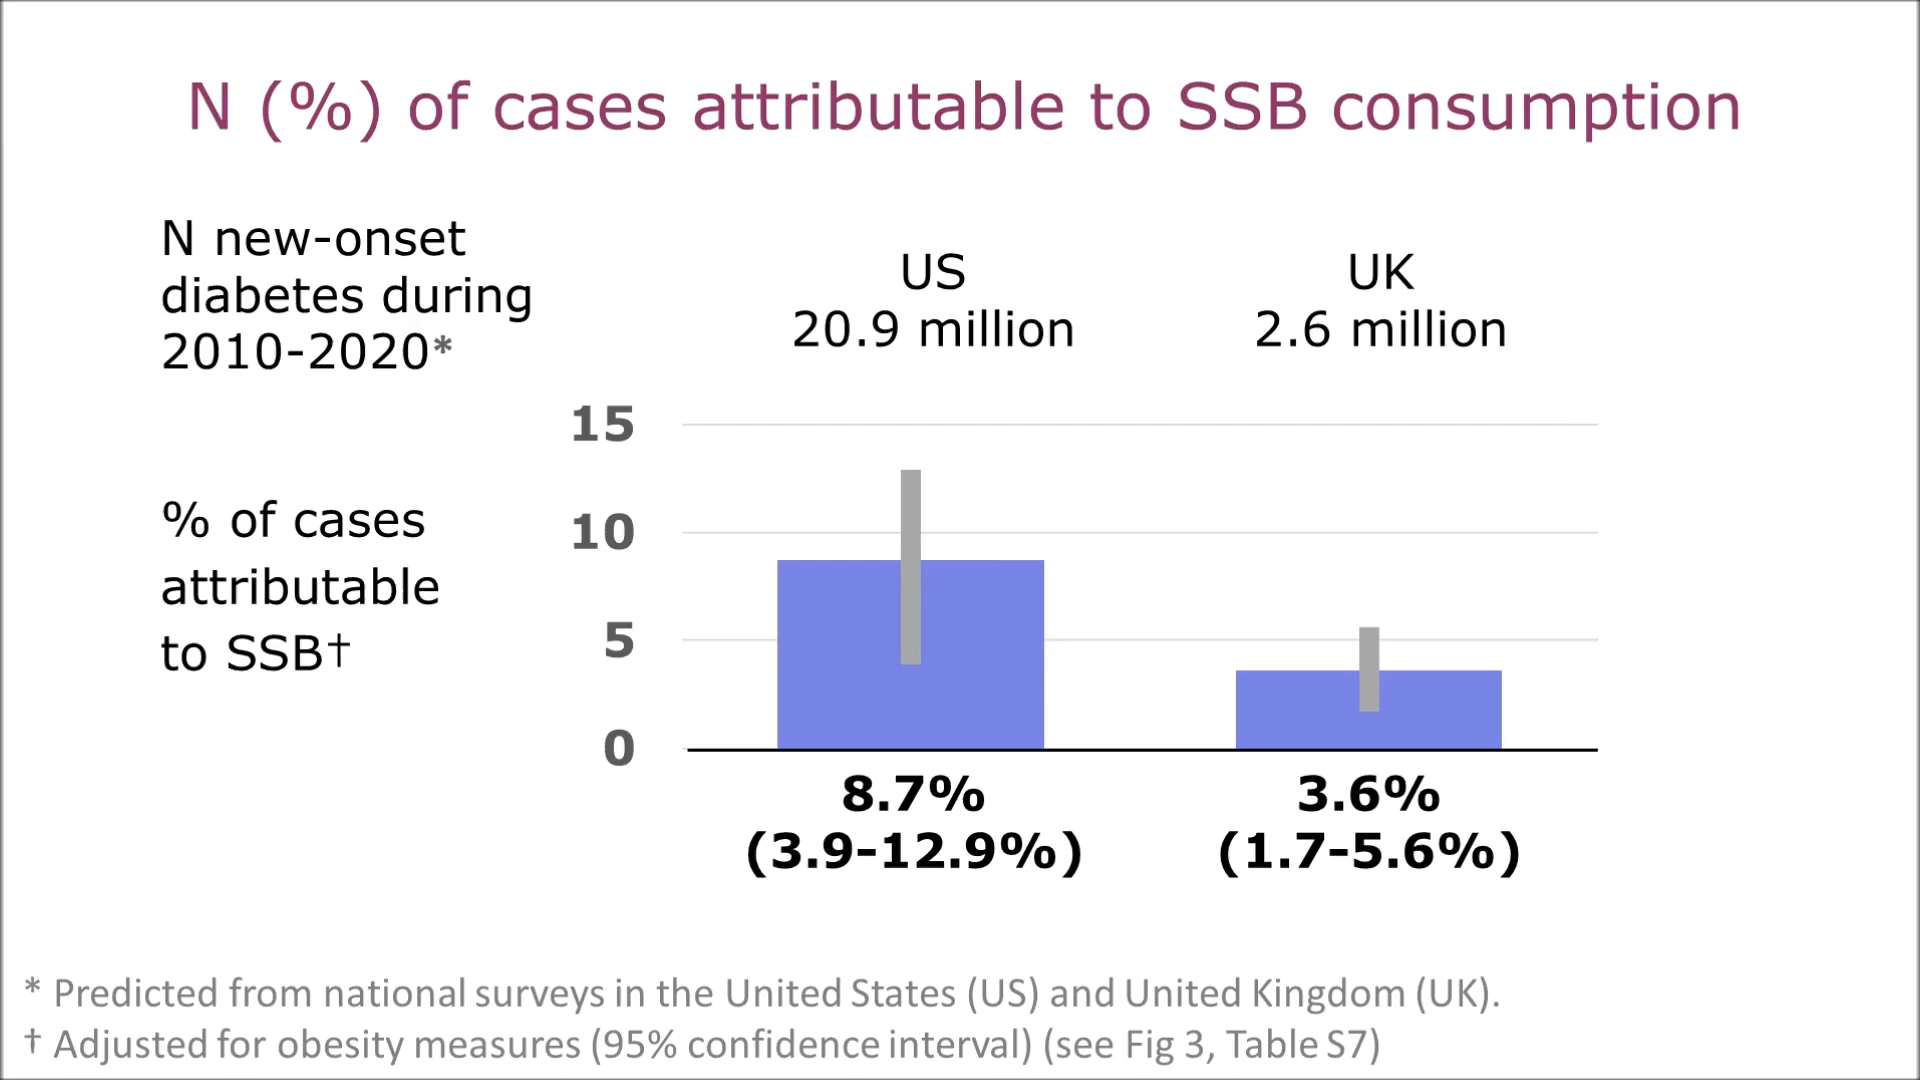 N (%) of cases attributable to SSB consumption
N new-onset
diabetes during
2010-2020*
US
20.9 million
UK
2.6 million
% of cases
attributable
to SSB†
15
10
5
0
8.7%
(3.9-12.9%)
3.6%
(1.7-5.6%)
* Predicted from national surveys in the United States (US) and United Kingdom (UK).
† Adjusted for obesity measures (95% confidence interval) (see Fig 3, Table S7)